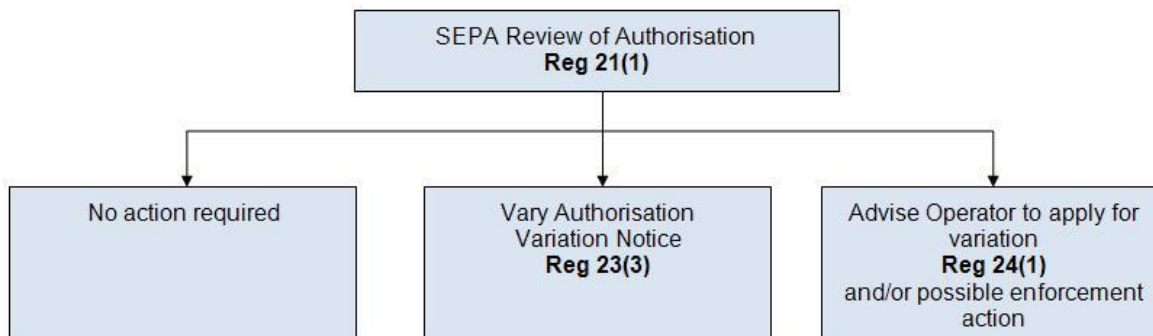 SEPA Review of Authorisation
Reg 21(1)
No action required
Vary Authorisation
Variation Notice
Reg 23(3)
Advise Operator to apply for
variation
Reg 24(1)
and/or possible enforcement
action